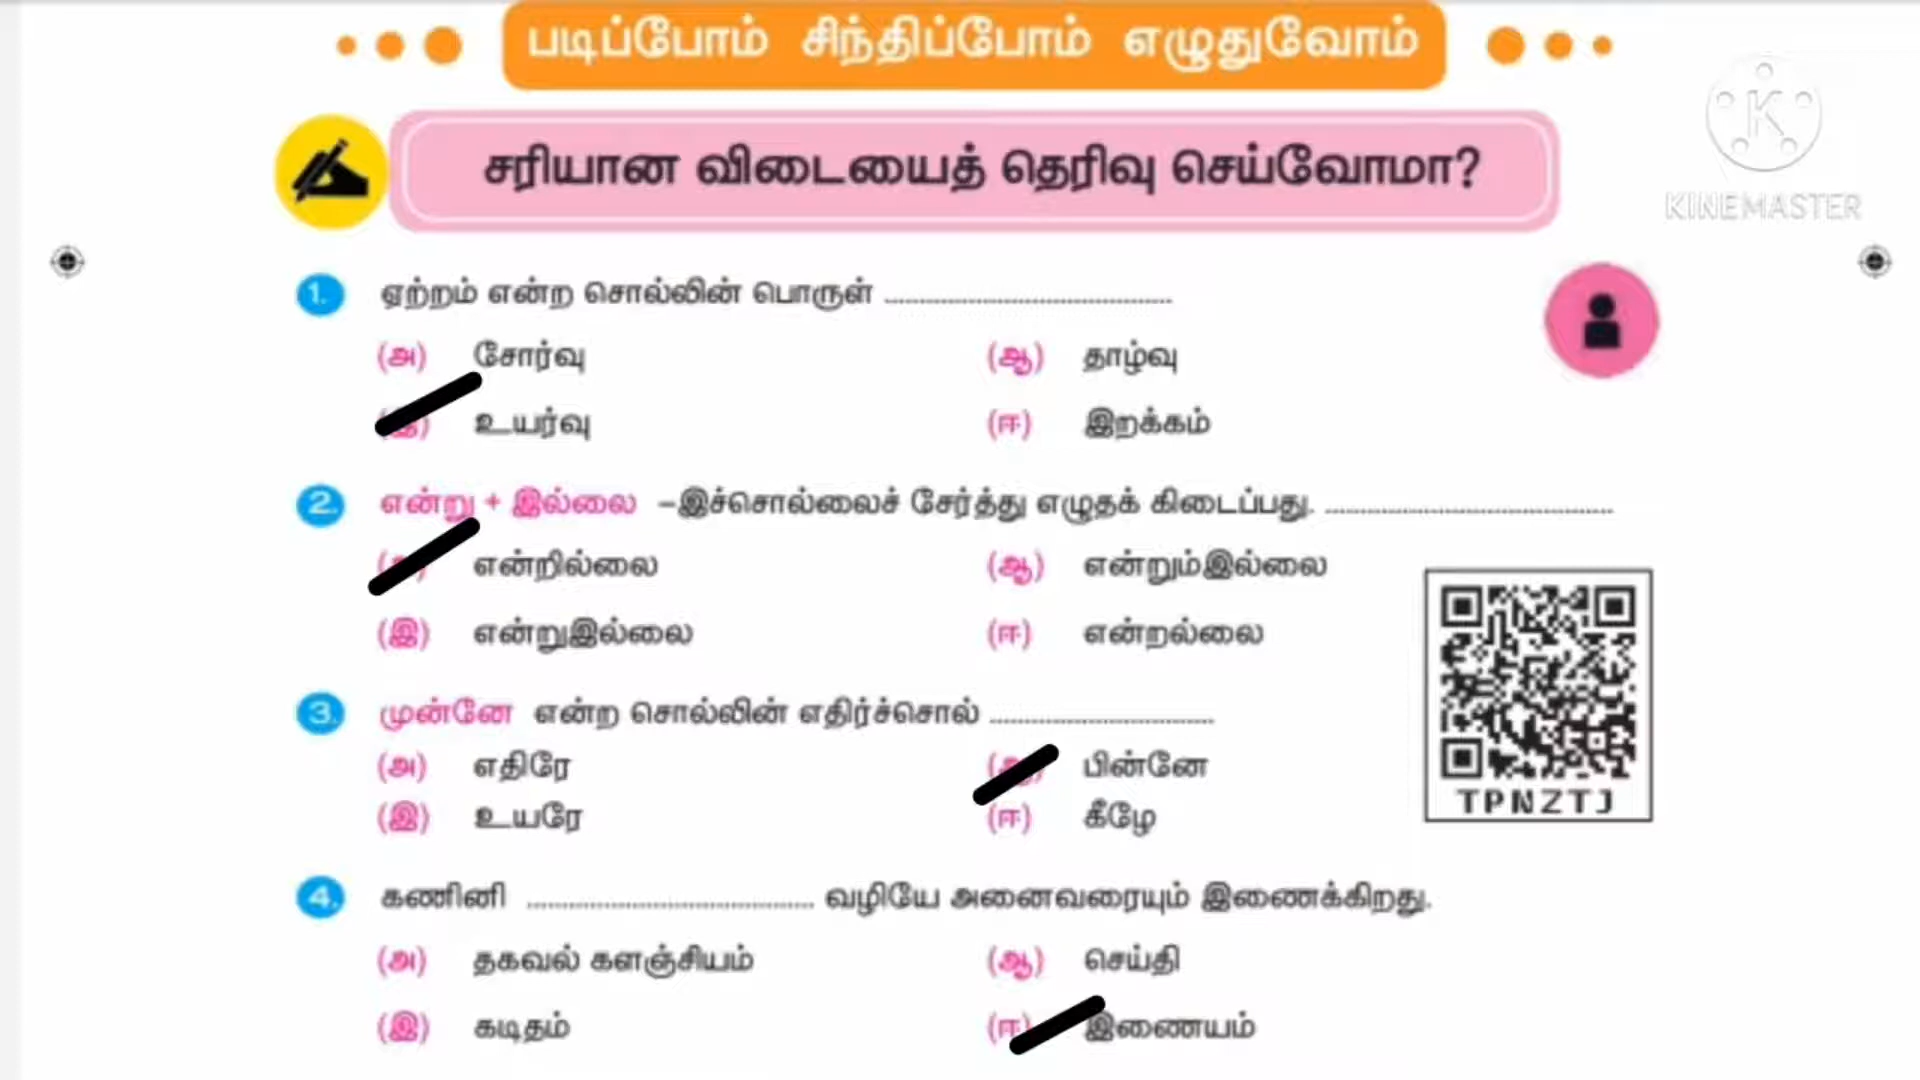 படிப்போம் சிந்திப்போம் எழுதுவோம்
சரியான விடையைத் தெரிவு செய்வோமா?
KINEMASTER
1. ஏற்றம் என்ற சொல்லின் பொருள் ........................................
(அ) சோர்வு (ஆ) தாழ்வு
(இ) உயர்வு (ஈ) இறக்கம்
2. என்று + இல்லை –இச்சொல்லைச் சேர்த்து எழுதக் கிடைப்பது. ........................................
என்றில்லை (ஆ) என்றும்இல்லை
(இ) என்றுஇல்லை (ஈ) என்றல்லை
3. முன்னே என்ற சொல்லின் எதிர்ச்சொல் ................................
(அ) எதிரே (ஆ) பின்னே
(இ) உயரே (ஈ) கீழே
TPNZTJ
4. கணினி ........................................ வழியே அனைவரையும் இணைக்கிறது.
(அ) தகவல் களஞ்சியம் (ஆ) செய்தி
(இ) கடிதம் (ஈ) இணையம்